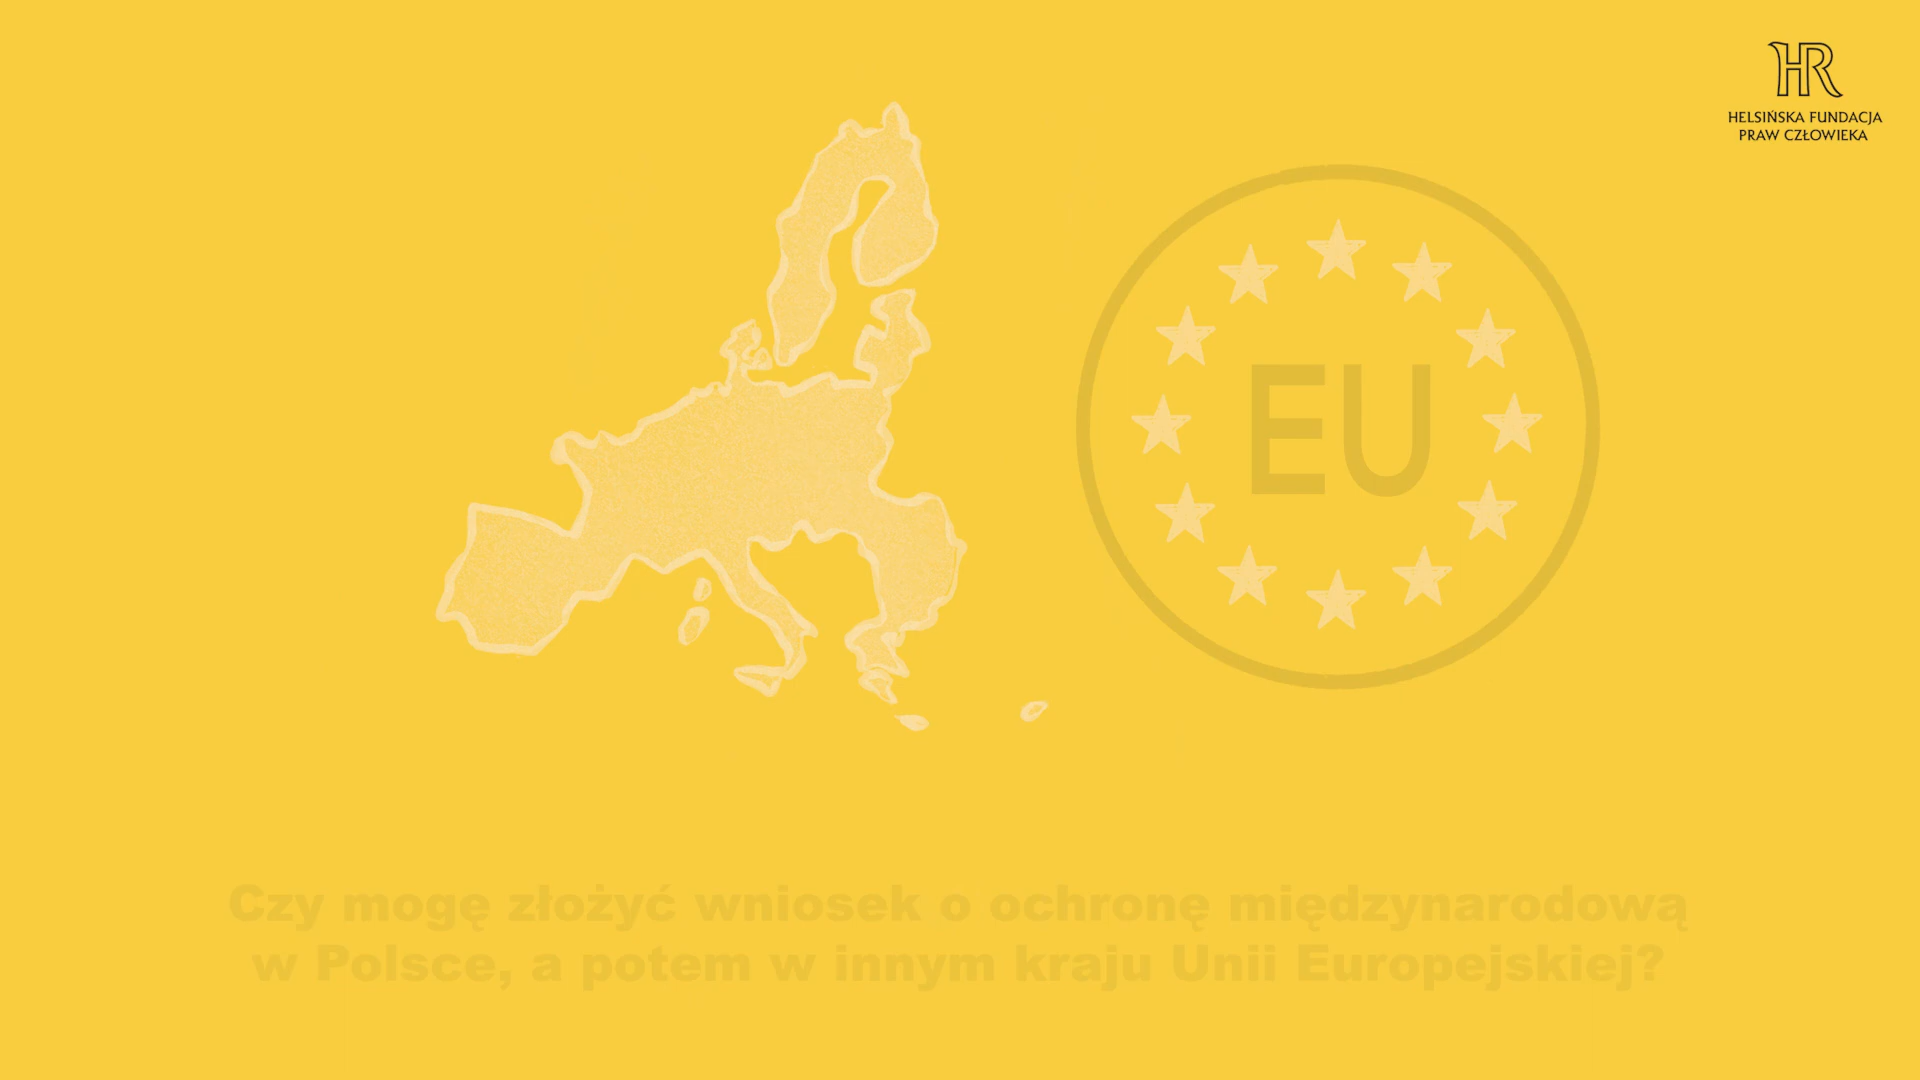 HELSIŃSKA FUNDACJA
PRAW CZŁOWIEKA
EU
Czy mogę złożyć wniosek o ochronę międzynarodową
w Polsce, a potem w innym kraju Unii Europejskiej?